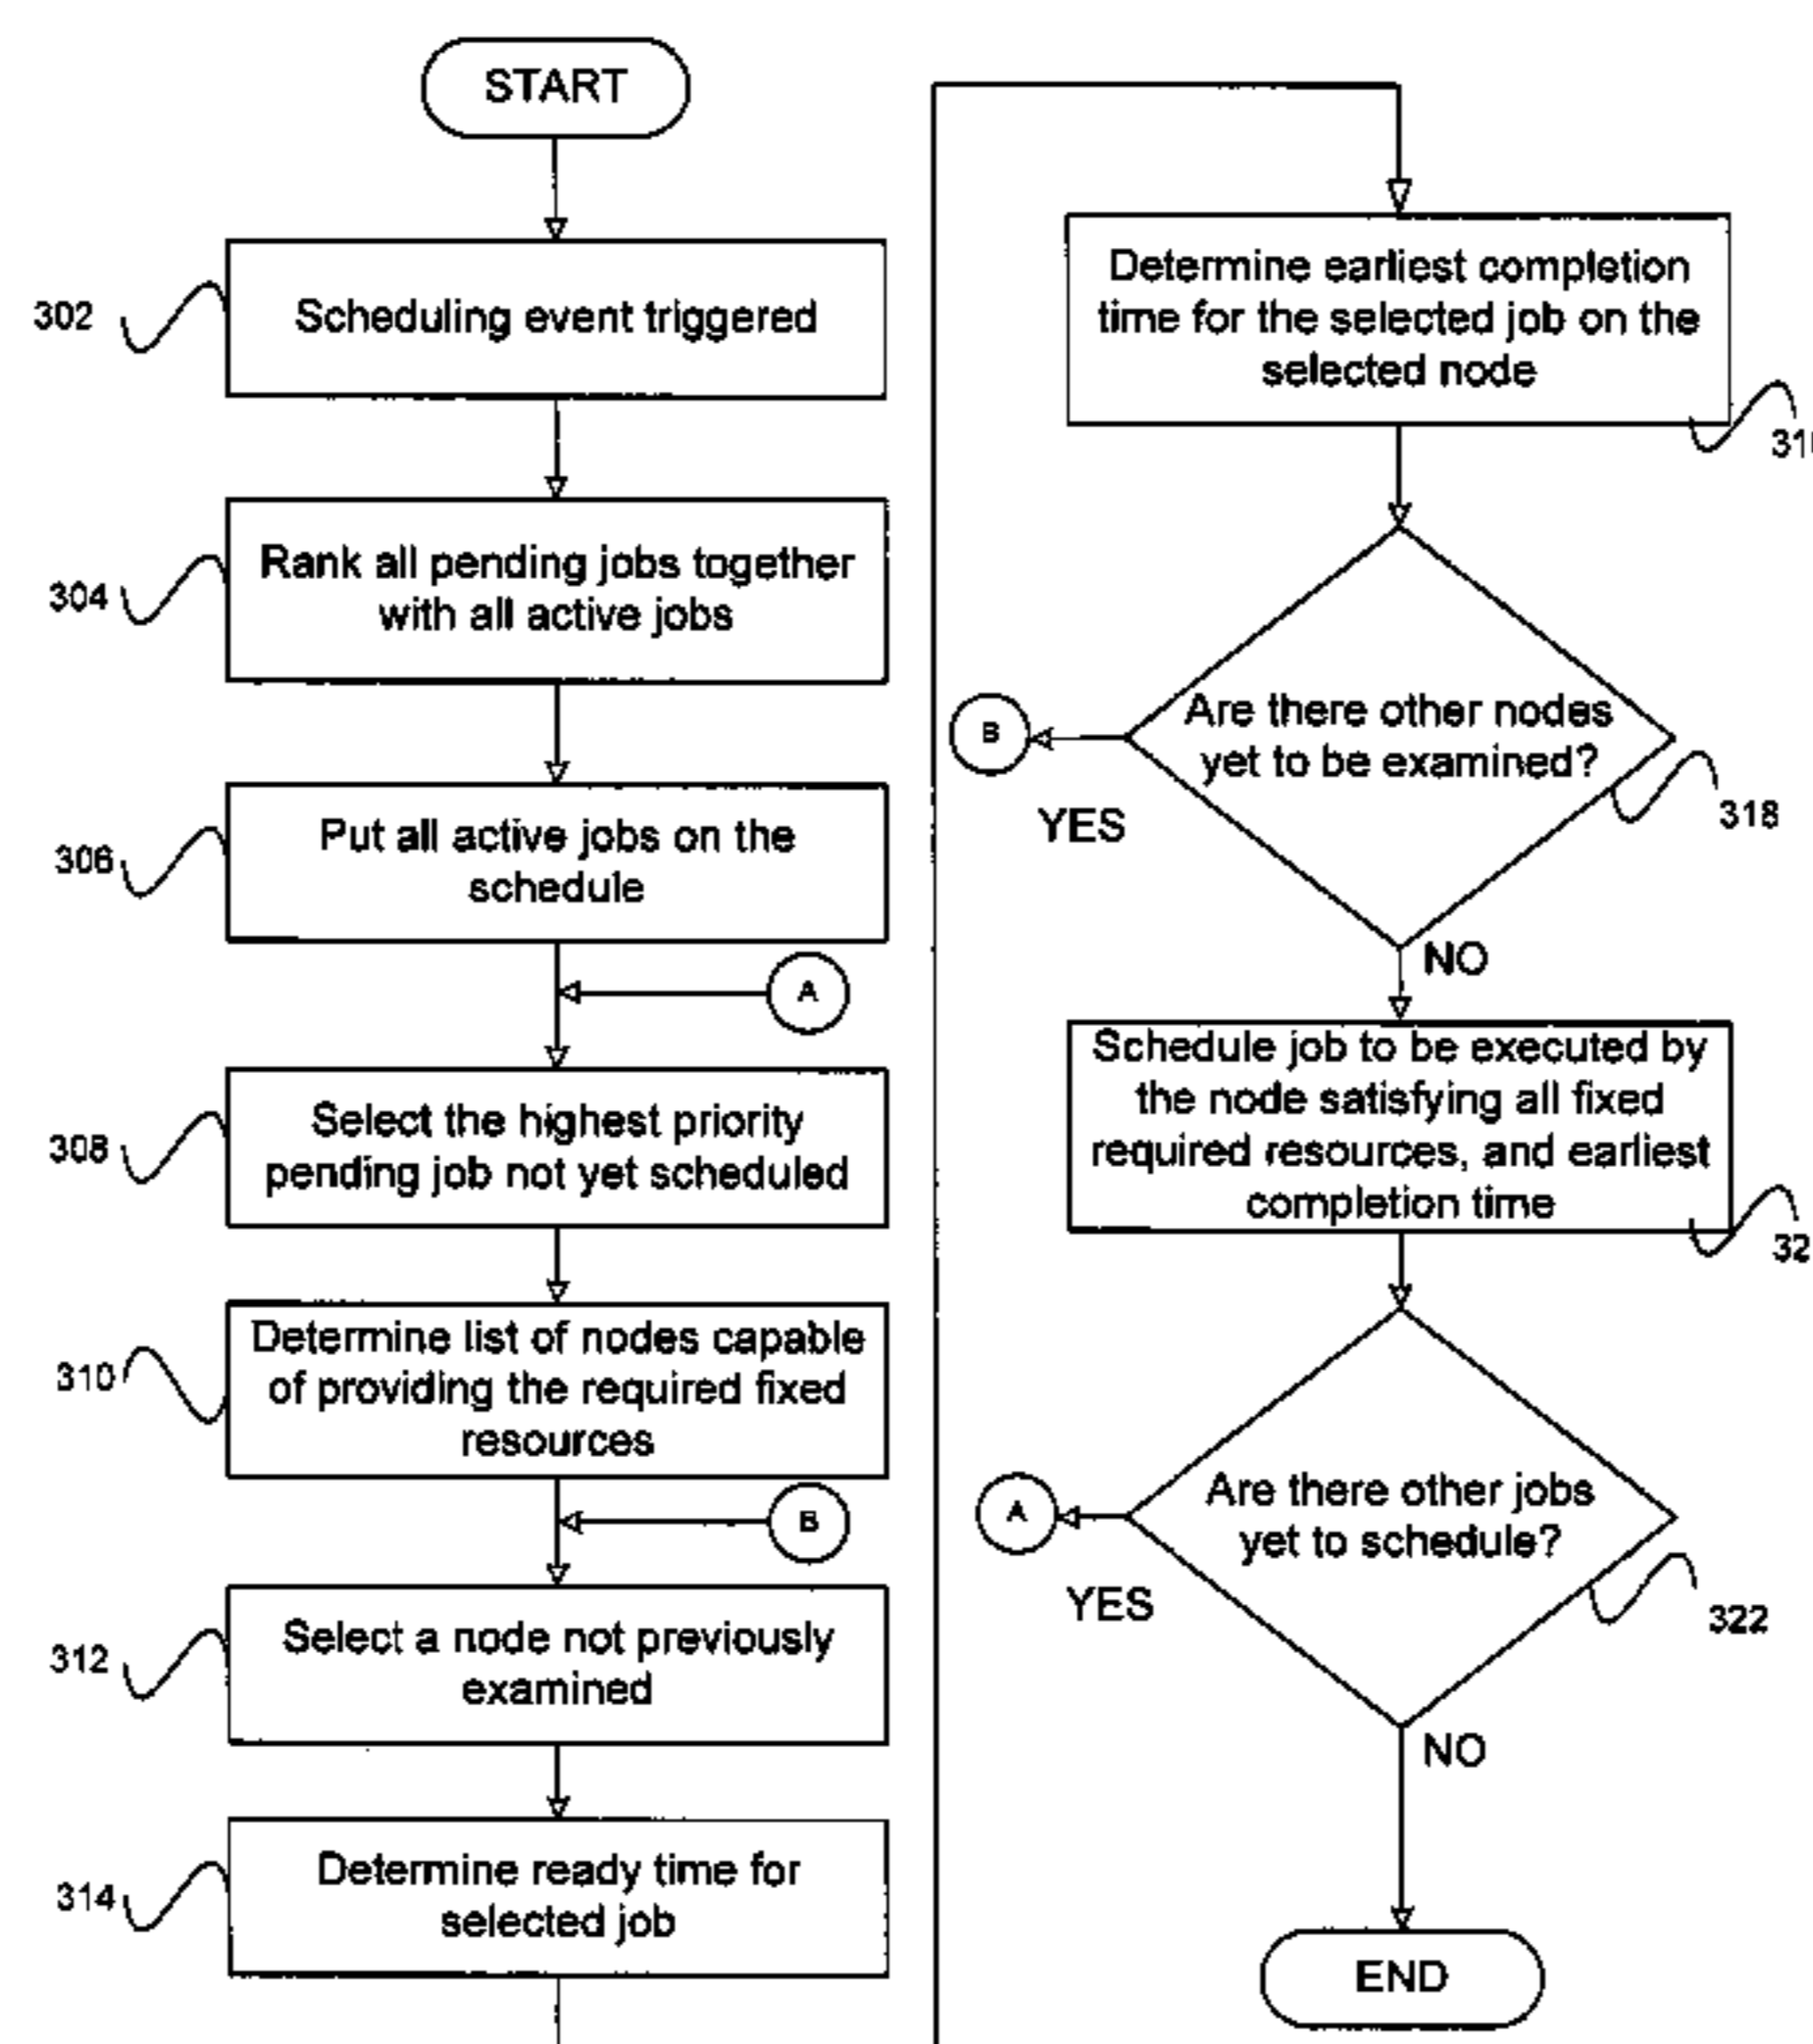 START
302
Scheduling event triggered
304
Rank all pending jobs together
with all active jobs
306
Put all active jobs on the
schedule
A
308
Select the highest priority
pending job not yet scheduled
310
Determine list of nodes capable
of providing the required fixed
resources
B
312
Select a node not previously
examined
314
Determine ready time for
selected job
Determine earliest completion
time for the selected job on the
selected node
Are there other nodes
yet to be examined?
318
B
YES
NO
Schedule job to be executed by
the node satisfying all fixed
required resources, and earliest
completion time
Are there other jobs
yet to schedule?
322
A
YES
NO
END